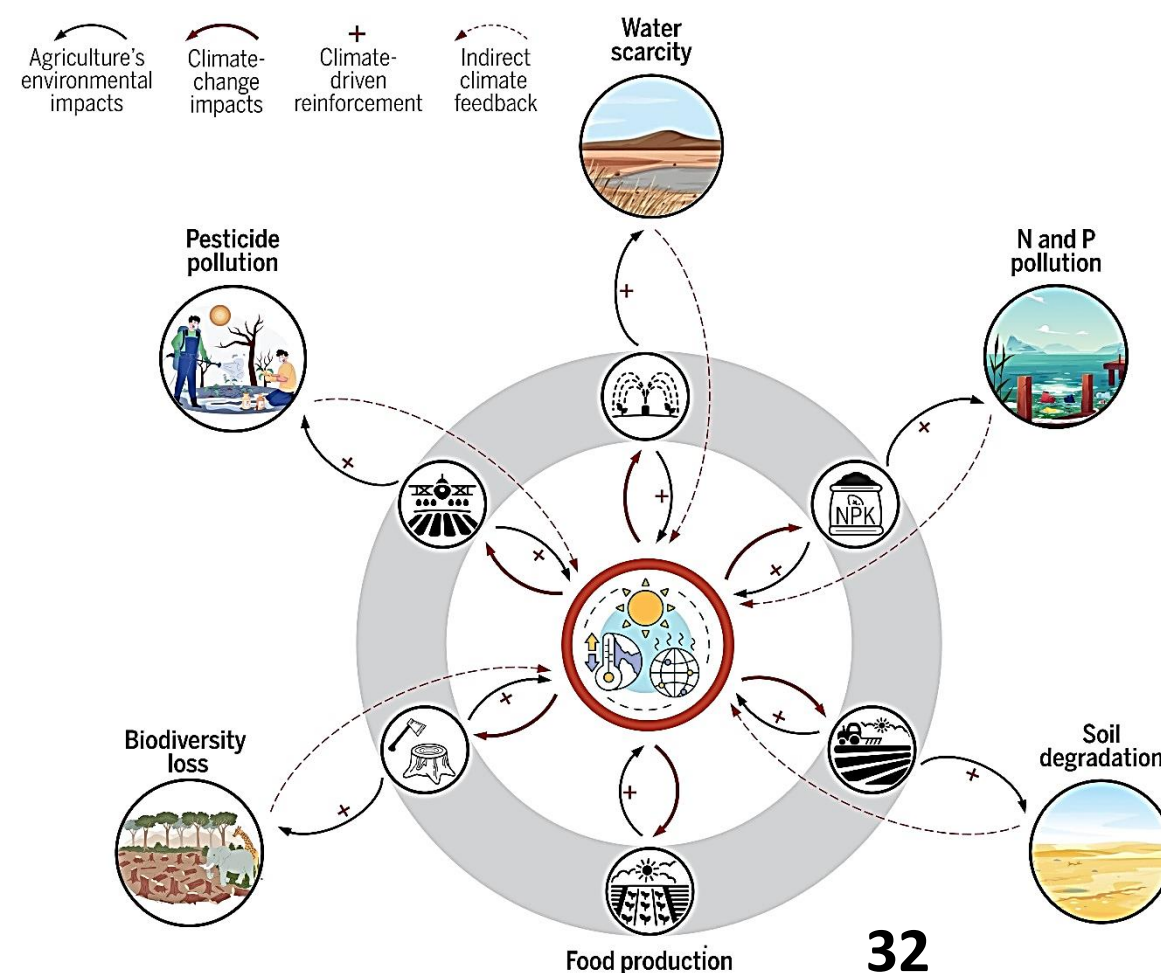 Agriculture's
environmental
impacts
Climate-
change
impacts
+
Climate-
driven
reinforcement
Indirect
climate
feedback
Water
scarcity
Pesticide
pollution
N and P
pollution
+
+
+
+
NPK
+
+
+
+
Biodiversity
loss
+
+
+
Soil
degradation
Food production
32